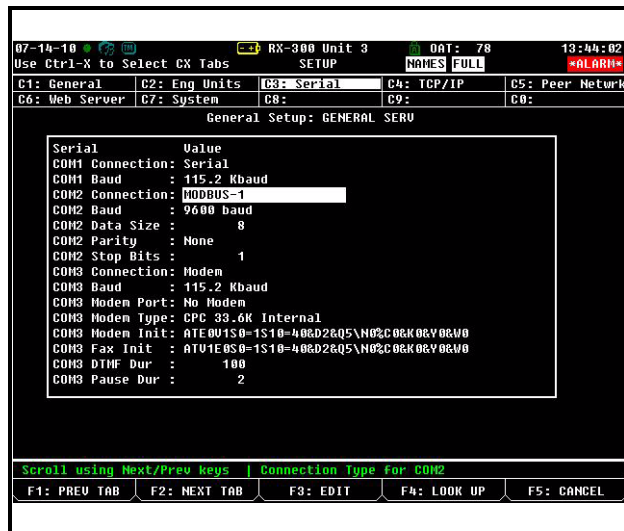 07-14-10 RX-300 Unit 3 OAT: 78 13:44:02
Use Ctrl-X to Select CX Tabs SETUP NAMES FULL *ALARM*
C1: General C2: Eng Units C3: Serial C4: TCP/IP C5: Peer Netwrk
C6: Web Server C7: System C8: C9: C0:
General Setup: GENERAL SERV
Serial Value
COM1 Connection: Serial
COM1 Baud : 115.2 Kbaud
COM2 Connection: MODBUS-1
COM2 Baud : 9600 baud
COM2 Data Size : 8
COM2 Parity : None
COM2 Stop Bits : 1
COM3 Connection: Modem
COM3 Baud : 115.2 Kbaud
COM3 Modem Port: No Modem
COM3 Modem Type: CPC 33.6K Internal
COM3 Modem Init: ATE0V1S0=1S10=40&D2&Q5\N0%C0&K0&Y0&W0
COM3 Fax Init : ATV1E0S0=1S10=40&D2&Q5\N0%C0&K0&Y0&W0
COM3 DTMF Dur : 100
COM3 Pause Dur : 2
Scroll using Next/Prev keys | Connection Type for COM2
F1: PREV TAB F2: NEXT TAB F3: EDIT F4: LOOK UP F5: CANCEL